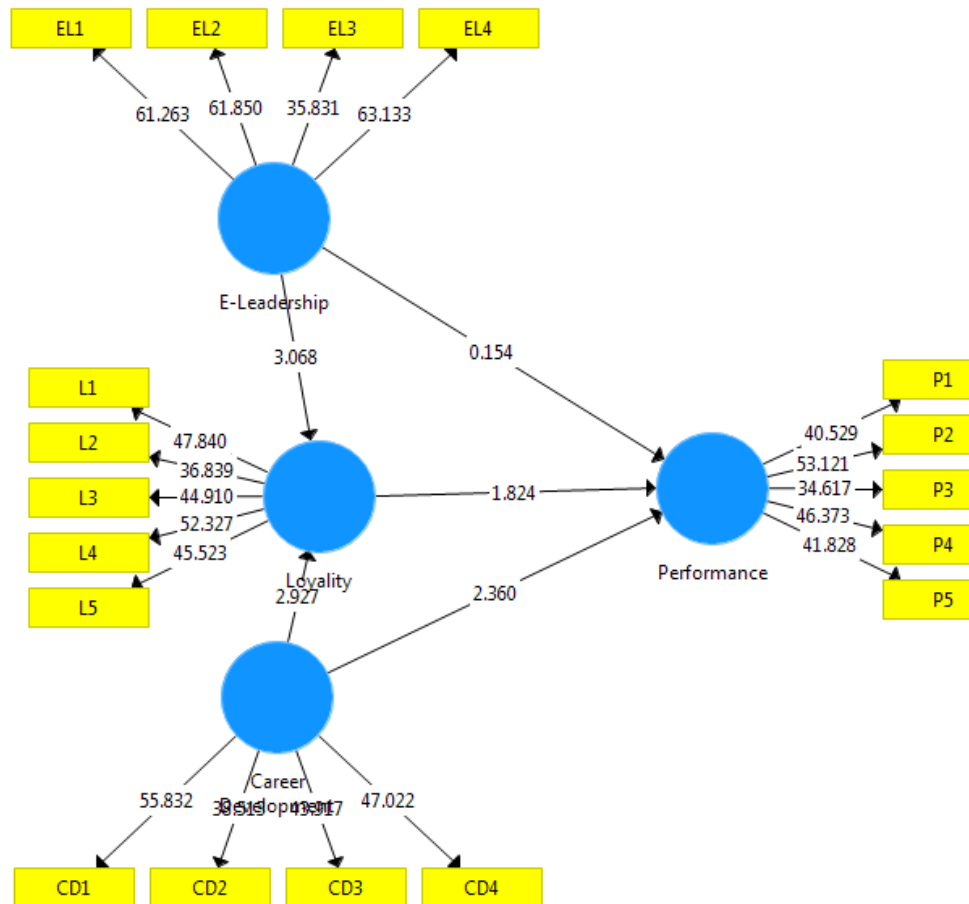 EL1 EL2 EL3 EL4
61.263 61.850 35.831 63.133
E-Leadership
3.068 0.154
L1
L2
L3
L4
L5
47.840
36.839
44.910
52.327
45.523
Loyality
1.824
P1
P2
P3
P4
P5
40.529
53.121
34.617
46.373
41.828
Performance
2.927 2.360
Career
Development
55.832 43.917 47.022
CD1 CD2 CD3 CD4